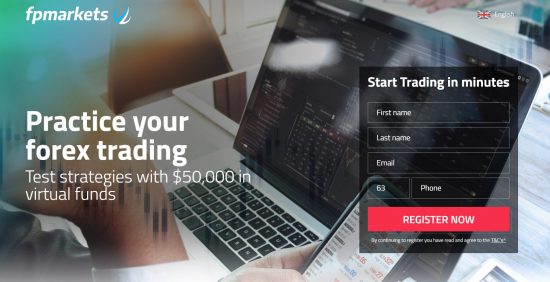 fpmarkets
English
Practice your
forex trading
Test strategies with $50,000 in
virtual funds
Start Trading in minutes
First name
Last name
Email
63 Phone
REGISTER NOW
By continuing to register you have read and agree to the T&C's*